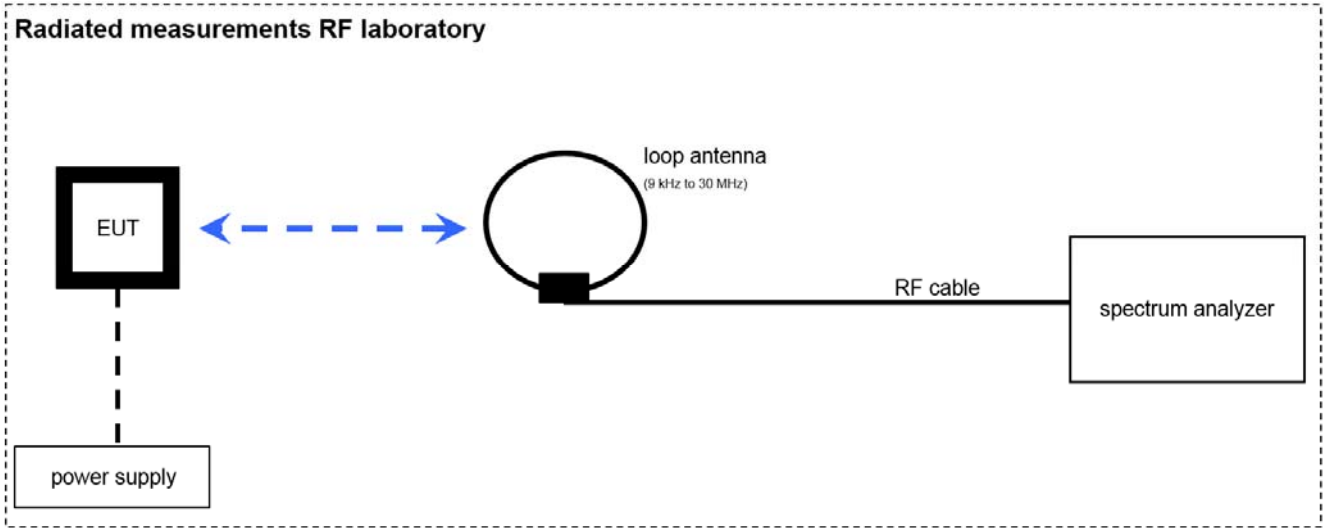 Radiated measurements RF laboratory
loop antenna
(9 kHz to 30 MHz)
EUT
RF cable
spectrum analyzer
power supply